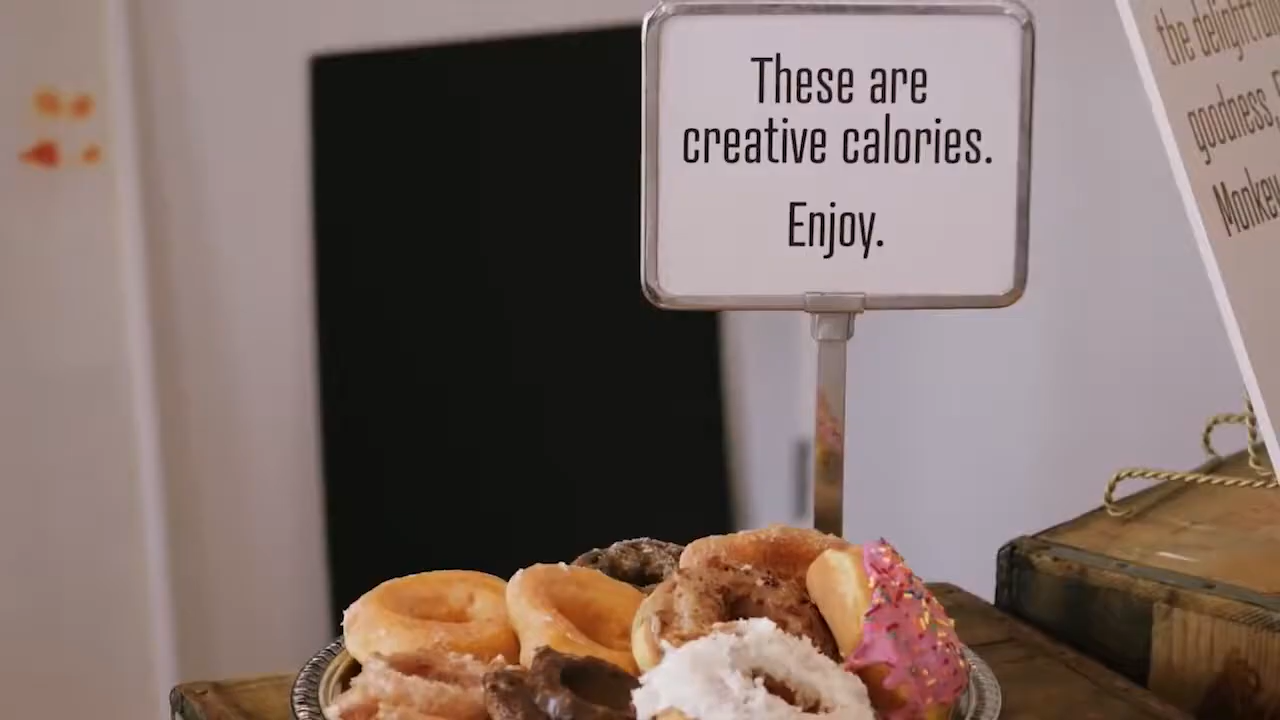 These are
creative calories.
Enjoy.
the delightful
goodness,
Monkey